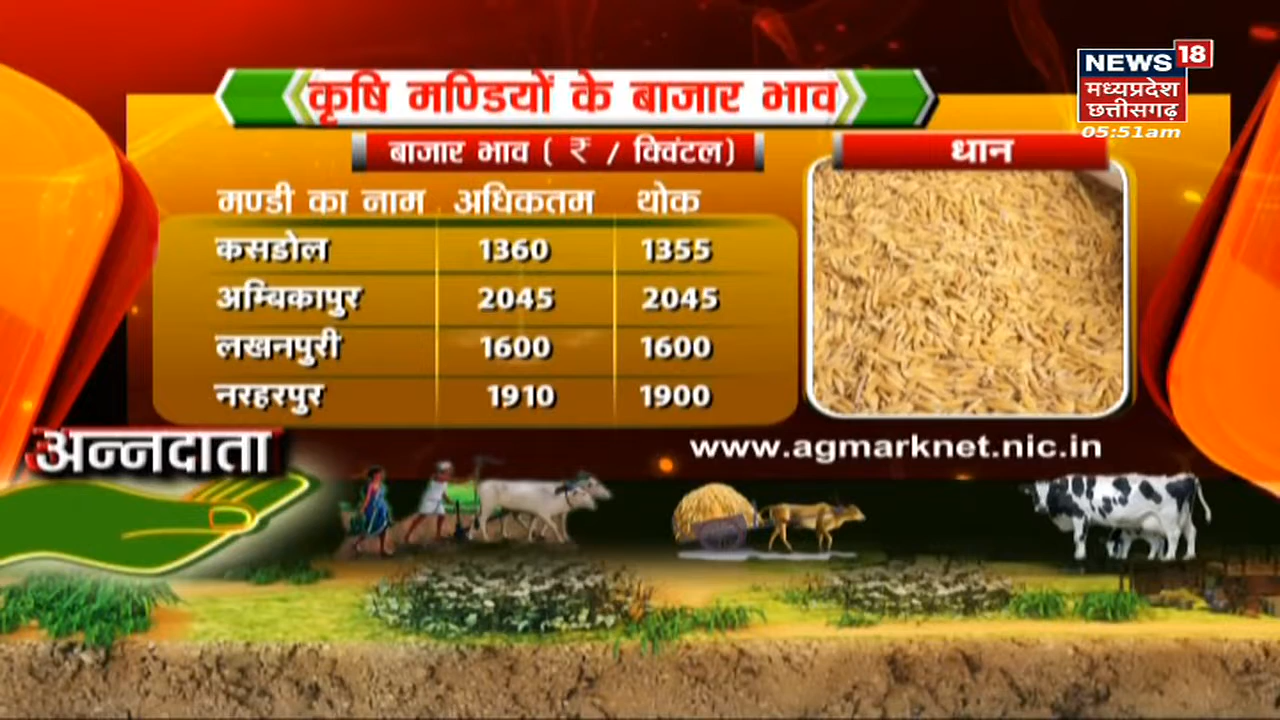 NEWS 18
मध्यप्रदेश
छत्तीसगढ़
05:51am
कृषि मण्डियों के बाजार भाव
बाजार भाव ( ₹ / क्विंटल)
धान
मण्डी का नाम अधिकतम थोक
कसडोल 1360 1355
अम्बिकापुर 2045 2045
लखनपुरी 1600 1600
नरहरपुर 1910 1900
www.agmarknet.nic.in
अन्नदाता